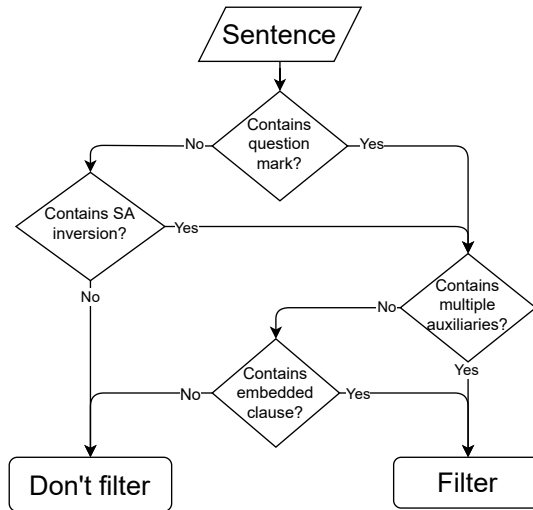 Sentence
Contains
question
mark?
No
Yes
Contains SA
inversion?
Yes
No
Contains
multiple
auxiliaries?
No
Yes
Contains
embedded
clause?
No
Yes
Don't filter
Filter